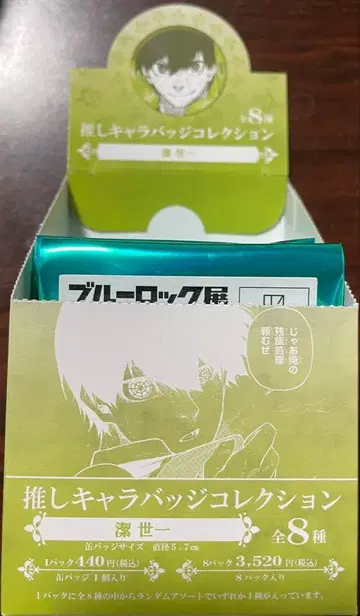 全8種
推しキャラバッジコレクション
潔 世一
ブルーロック展
じゃあ俺の
残飯処理
頼むぜ
推しキャラバッジコレクション
潔 世一
全8種
缶バッジサイズ 直径5.7cm
1パック440円(税込)
缶バッジ1個入り
8パック3,520円(税込)
8パック入り
1パックに全8種の中からランダムアソートでいずれか1種が入っています。